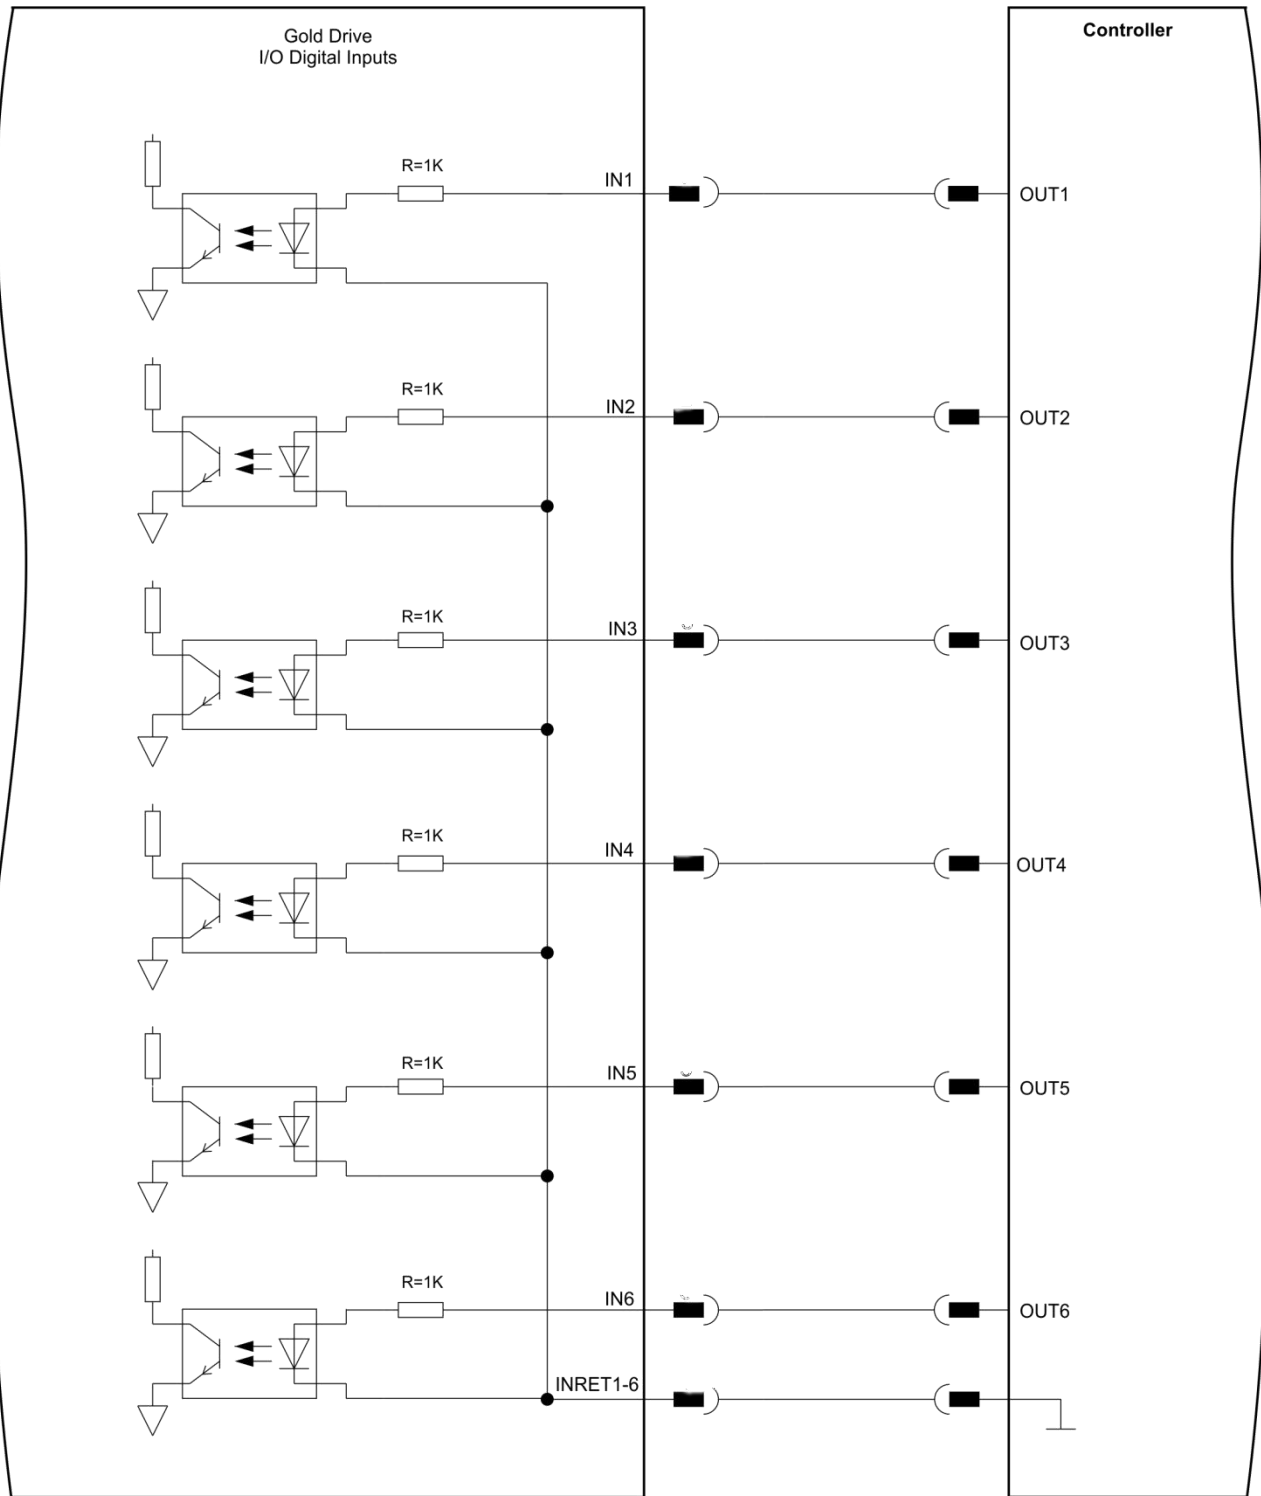 Gold Drive
I/O Digital Inputs
Controller
R=1K
IN1
OUT1
R=1K
IN2
OUT2
R=1K
IN3
OUT3
R=1K
IN4
OUT4
R=1K
IN5
OUT5
R=1K
IN6
OUT6
INRET1-6